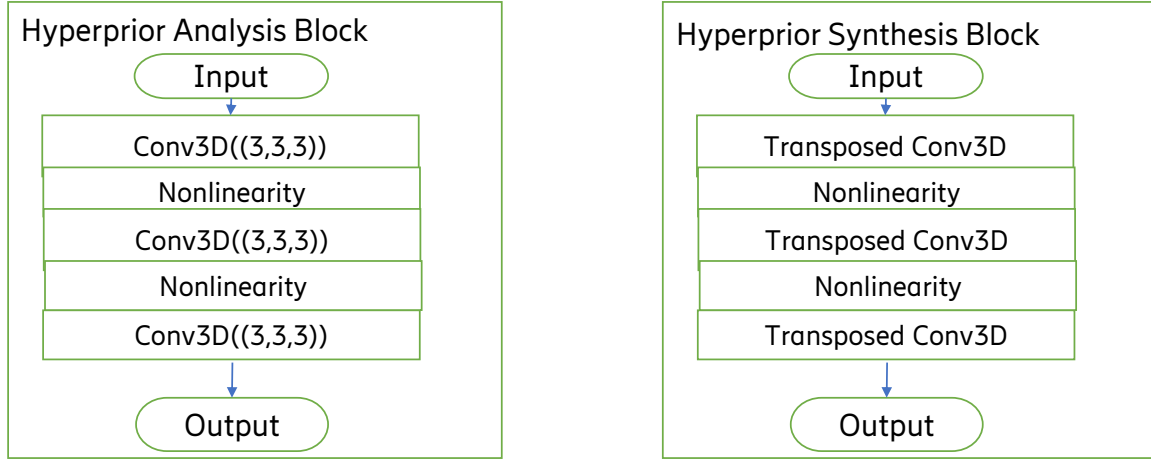 Hyperprior Analysis Block
Input
Conv3D((3,3,3))
Nonlinearity
Conv3D((3,3,3))
Nonlinearity
Conv3D((3,3,3))
Output
Hyperprior Synthesis Block
Input
Transposed Conv3D
Nonlinearity
Transposed Conv3D
Nonlinearity
Transposed Conv3D
Output